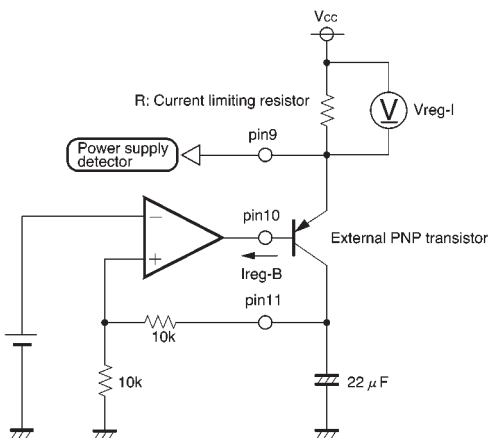 Vcc
R: Current limiting resistor
V
Vreg-I
pin9
Power supply
detector
pin10
−
+
External PNP transistor
Ireg-B
pin11
10k
10k
22 μF